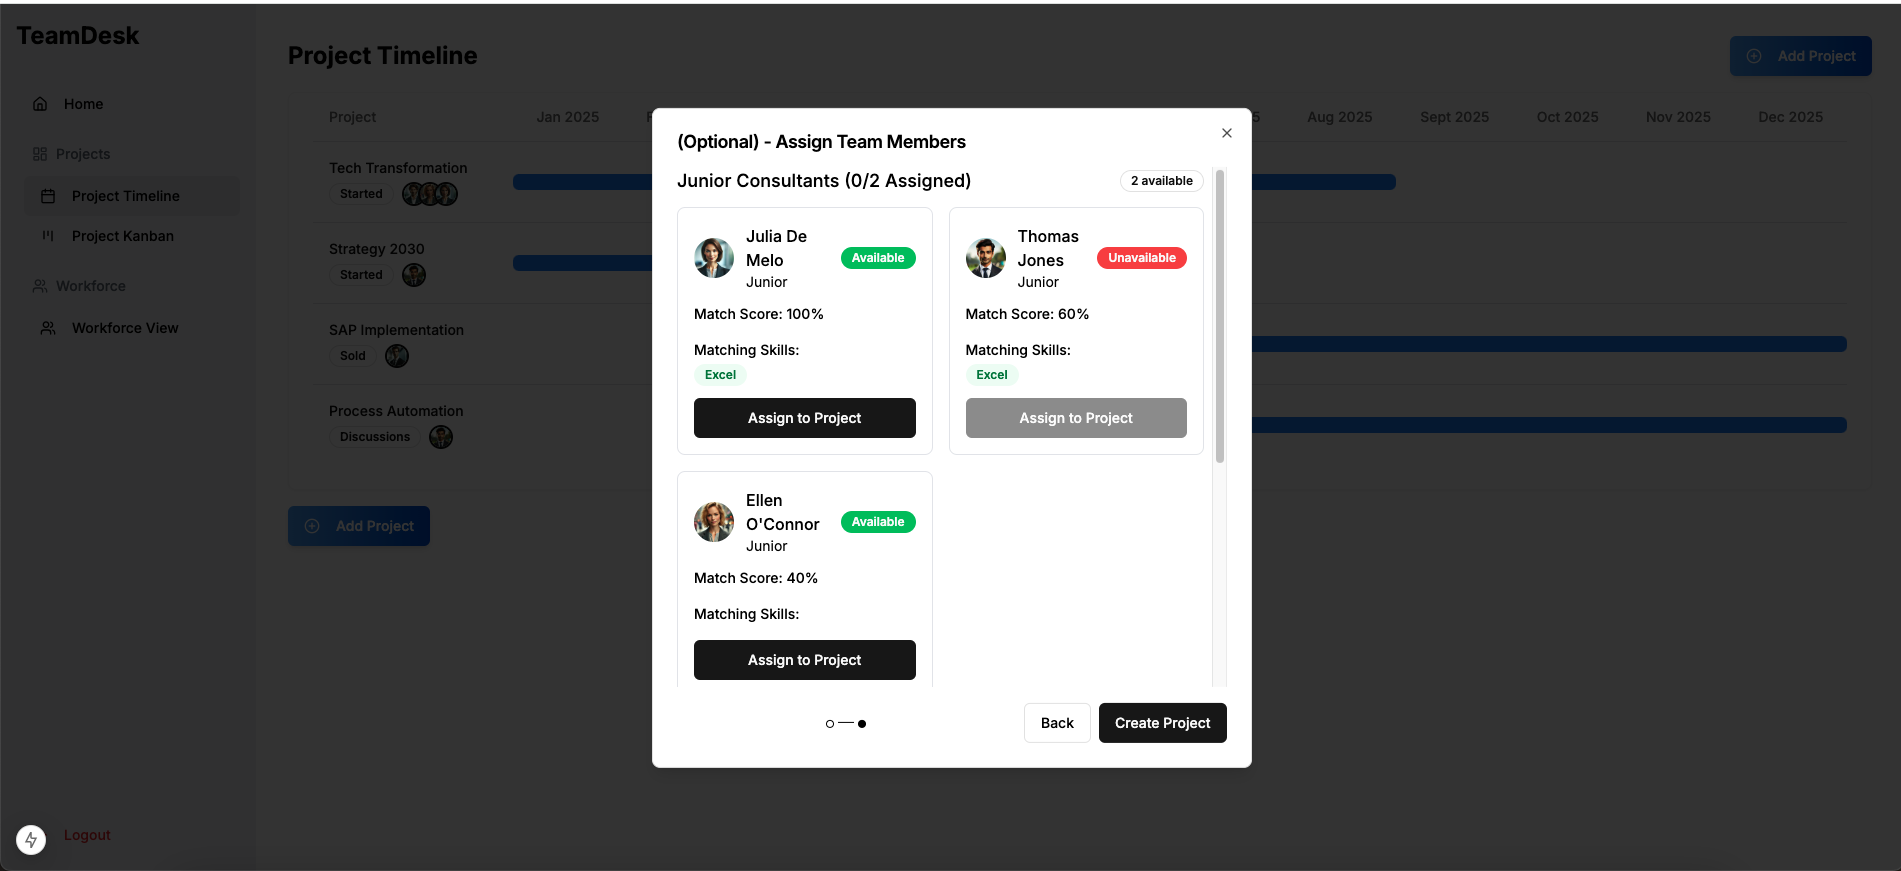 TeamDesk
Home
Projects
Project Timeline
Project Kanban
Workforce
Workforce View
Logout
Project Timeline
Add Project
Project Jan 2025 Aug 2025 Sept 2025 Oct 2025 Nov 2025 Dec 2025
Tech Transformation
Started
Strategy 2030
Started
SAP Implementation
Sold
Process Automation
Discussions
Add Project
(Optional) - Assign Team Members
Junior Consultants (0/2 Assigned)
2 available
Julia De
Melo
Junior
Available
Match Score: 100%
Matching Skills:
Excel
Assign to Project
Thomas
Jones
Junior
Unavailable
Match Score: 60%
Matching Skills:
Excel
Assign to Project
Ellen
O'Connor
Junior
Available
Match Score: 40%
Matching Skills:
Assign to Project
Back
Create Project